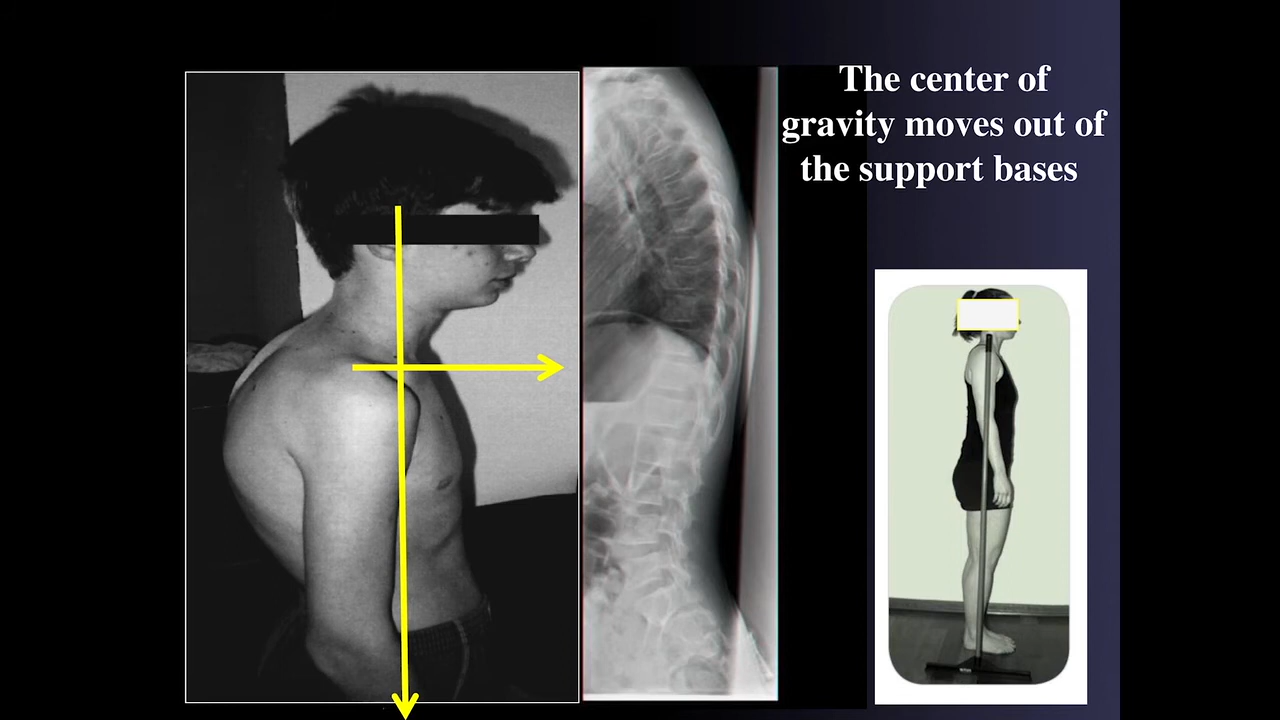 The center of
gravity moves out of
the support bases